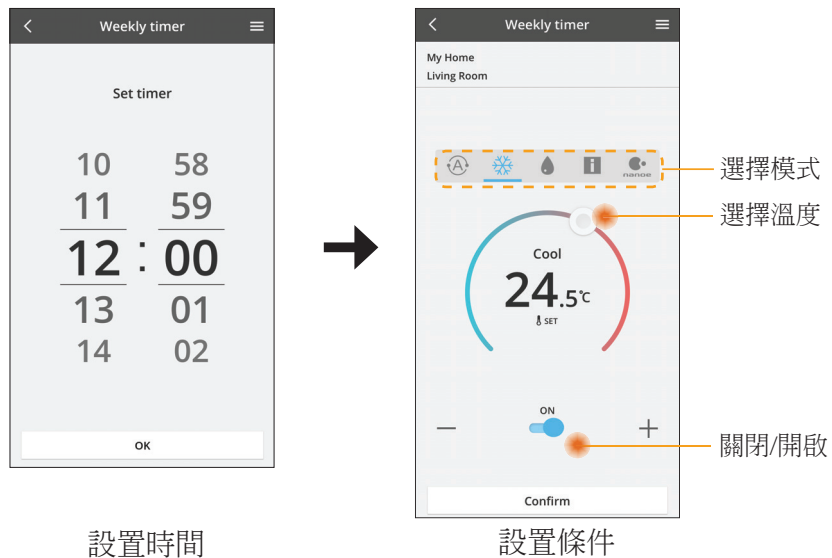 Weekly timer
Set timer
10 58
11 59
12 : 00
13 01
14 02
OK
設置時間
Weekly timer
My Home
Living Room
A i nanoe
選擇模式
選擇溫度
Cool
24.5℃
SET
ON
− +
關閉/開啟
Confirm
設置條件